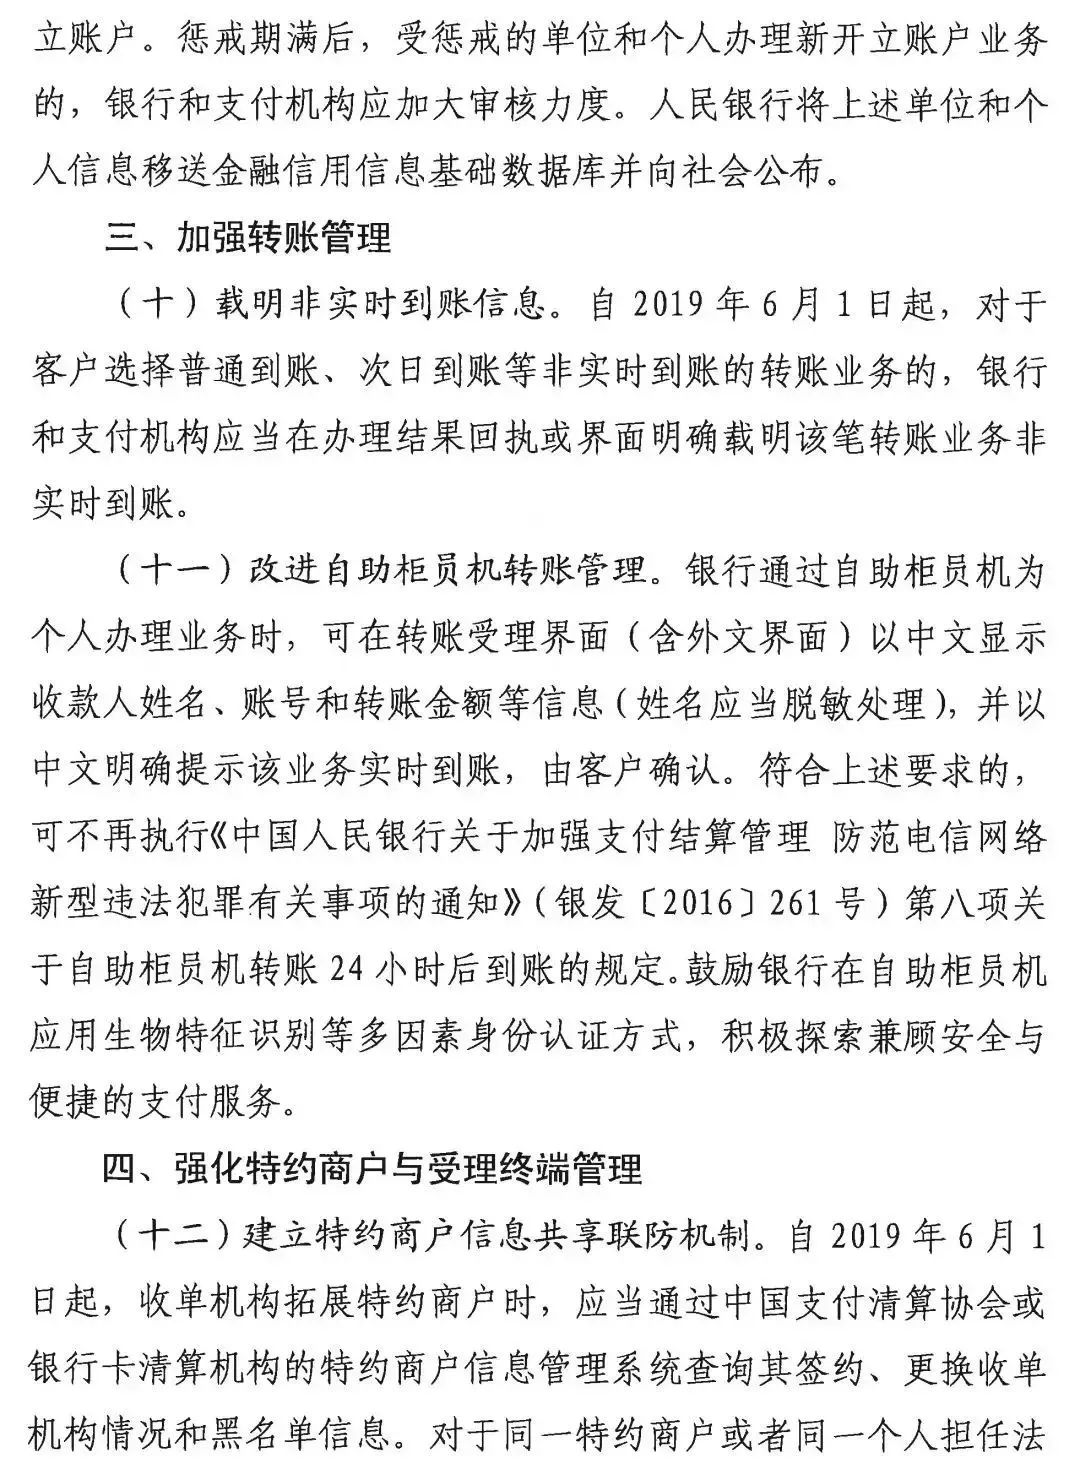 立账户。惩戒期满后，受惩戒的单位和个人办理新开立账户业务
的，银行和支付机构应加大审核力度。人民银行将上述单位和个
人信息移送金融信用信息基础数据库并向社会公布。
三、加强转账管理
（十）载明非实时到账信息。自 2019 年 6 月 1 日起，对于
客户选择普通到账、次日到账等非实时到账的转账业务的，银行
和支付机构应当在办理结果回执或界面明确载明该笔转账业务非
实时到账。
（十一）改进自助柜员机转账管理。银行通过自助柜员机为
个人办理业务时，可在转账受理界面（含外文界面）以中文显示
收款人姓名、账号和转账金额等信息（姓名应当脱敏处理），并以
中文明确提示该业务实时到账，由客户确认。符合上述要求的，
可不再执行《中国人民银行关于加强支付结算管理 防范电信网络
新型违法犯罪有关事项的通知》（银发〔2016〕261 号）第八项关
于自助柜员机转账 24 小时后到账的规定。鼓励银行在自助柜员机
应用生物特征识别等多因素身份认证方式，积极探索兼顾安全与
便捷的支付服务。
四、强化特约商户与受理终端管理
（十二）建立特约商户信息共享联防机制。自 2019 年 6 月 1
日起，收单机构拓展特约商户时，应当通过中国支付清算协会或
银行卡清算机构的特约商户信息管理系统查询其签约、更换收单
机构情况和黑名单信息。对于同一特约商户或者同一个人担任法